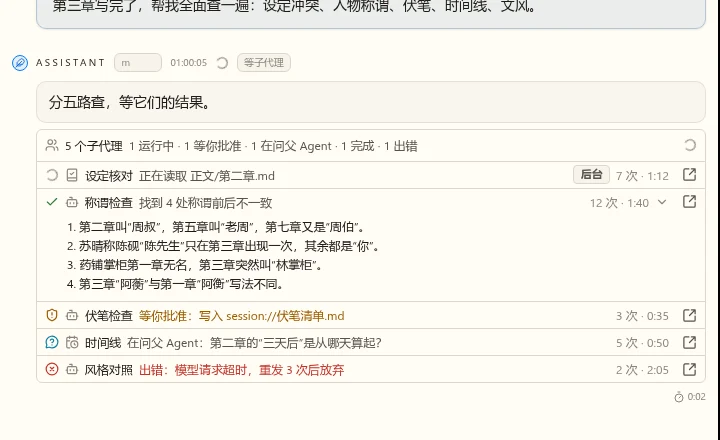 第三章写完了，帮我全面查一遍：设定冲突、人物称谓、伏笔、时间线、文风。
ASSISTANT m 01:00:05 等子代理
分五路查，等它们的结果。
5 个子代理 1 运行中 · 1 等你批准 · 1 在问父 Agent · 1 完成 · 1 出错
设定核对 正在读取 正文/第二章.md 后台 7 次 · 1:12
称谓检查 找到 4 处称谓前后不一致 12 次 · 1:40
1. 第二章叫“周叔”，第五章叫“老周”，第七章又是“周伯”。
2. 苏晴称陈砚“陈先生”只在第三章出现一次，其余都是“你”。
3. 药铺掌柜第一章无名，第三章突然叫“林掌柜”。
4. 第三章“阿蘅”与第一章“阿衡”写法不同。
伏笔检查 等你批准：写入 session://伏笔清单.md 3 次 · 0:35
时间线 在问父 Agent：第二章的“三天后”是从哪天算起？ 5 次 · 0:50
风格对照 出错：模型请求超时，重发 3 次后放弃 2 次 · 2:05
0:02